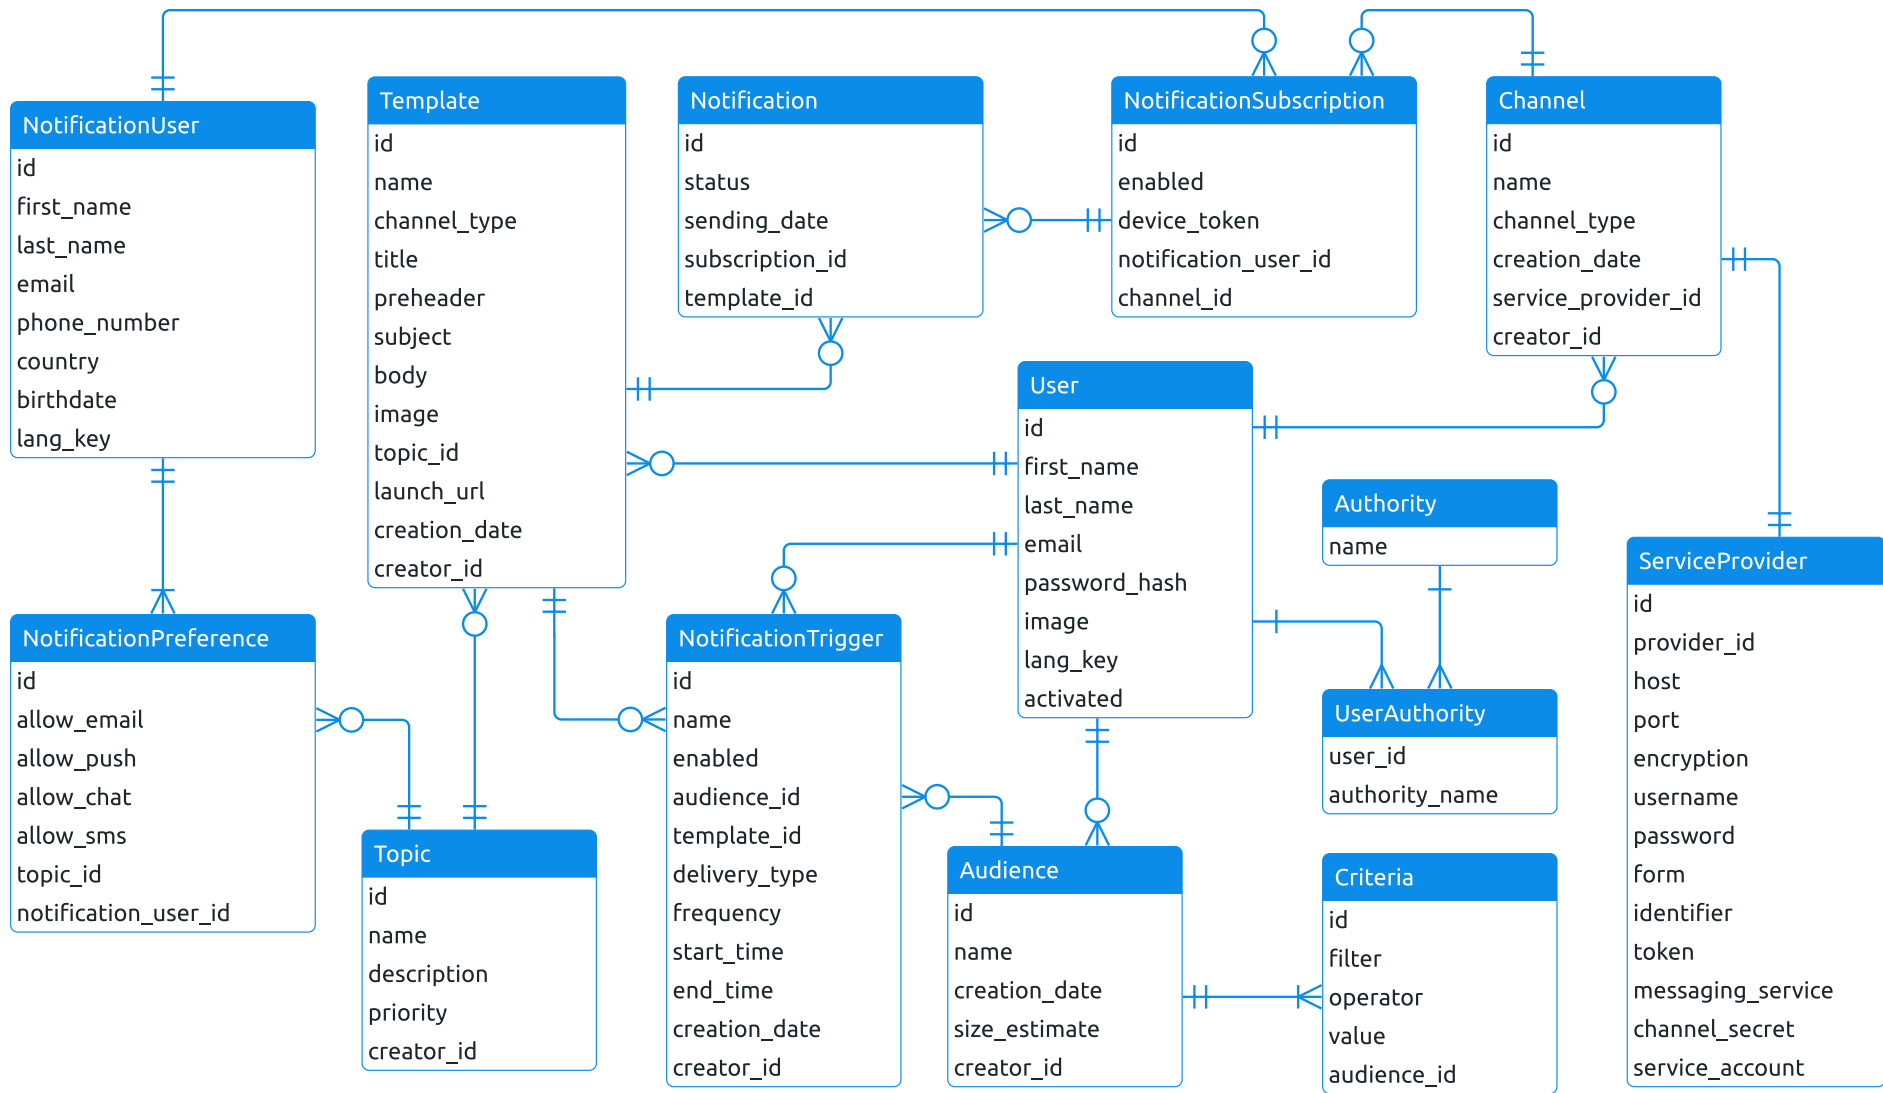 NotificationUser
id
first_name
last_name
email
phone_number
country
birthdate
lang_key
Template
id
name
channel_type
title
preheader
subject
body
image
topic_id
launch_url
creation_date
creator_id
Notification
id
status
sending_date
subscription_id
template_id
NotificationSubscription
id
enabled
device_token
notification_user_id
channel_id
Channel
id
name
channel_type
creation_date
service_provider_id
creator_id
User
id
first_name
last_name
email
password_hash
image
lang_key
activated
Authority
name
ServiceProvider
id
provider_id
host
port
encryption
username
password
form
identifier
token
messaging_service
channel_secret
service_account
NotificationPreference
id
allow_email
allow_push
allow_chat
allow_sms
topic_id
notification_user_id
Topic
id
name
description
priority
creator_id
NotificationTrigger
id
name
enabled
audience_id
template_id
delivery_type
frequency
start_time
end_time
creation_date
creator_id
UserAuthority
user_id
authority_name
Audience
id
name
creation_date
size_estimate
creator_id
Criteria
id
filter
operator
value
audience_id